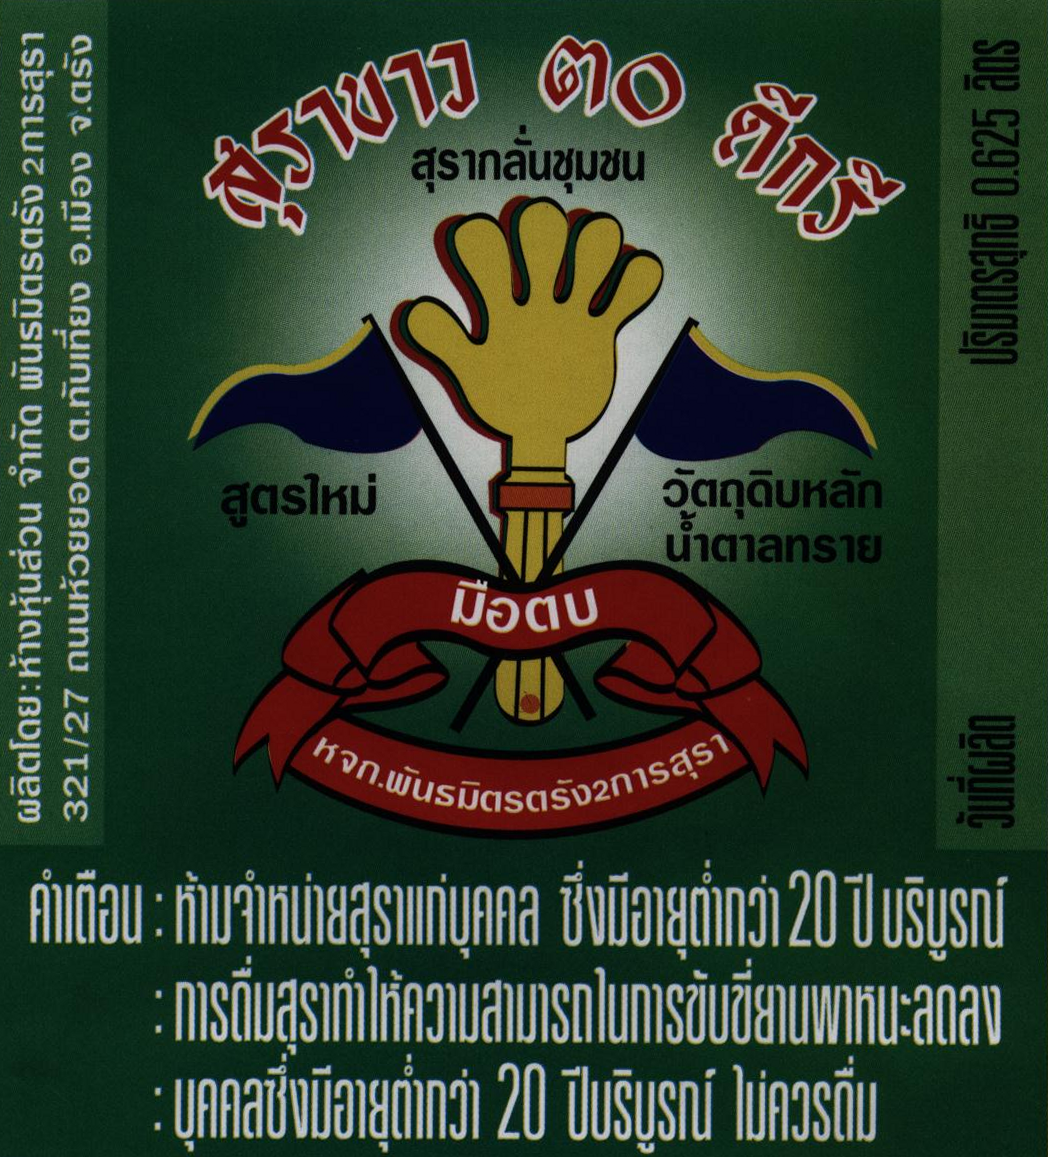 สุราขาว ๓๐ ดีกรี
สุรากลั่นชุมชน
สูตรใหม่
วัตถุดิบหลัก
น้ำตาลทราย
มือตบ
หจก.พันธมิตรตรัง2การสุรา
ผลิตโดย:ห้างหุ้นส่วน จำกัด พันธมิตรตรัง 2 การสุรา
321/27 ถนนห้วยยอด ต.ทับเที่ยง อ.เมือง จ.ตรัง
ปริมาตรสุทธิ 0.625 ลิตร
วันที่ผลิต
คำเตือน : ห้ามจำหน่ายสุราแก่บุคคล ซึ่งมีอายุต่ำกว่า 20 ปี บริบูรณ์
: การดื่มสุราทำให้ความสามารถในการขับขี่ยานพาหนะลดลง
: บุคคลซึ่งมีอายุต่ำกว่า 20 ปีบริบูรณ์ ไม่ควรดื่ม